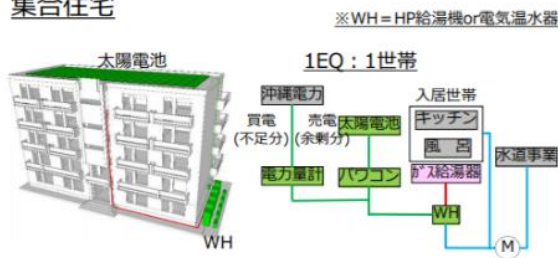 集合住宅
※WH=HP給湯機or電気温水器
太陽電池
WH
1EQ:1世帯
沖縄電力
買電
(不足分)
売電
(余剰分)
太陽電池
電力量計
パワコン
入居世帯
キッチン
風 呂
ガス給湯器
水道事業
WH
M